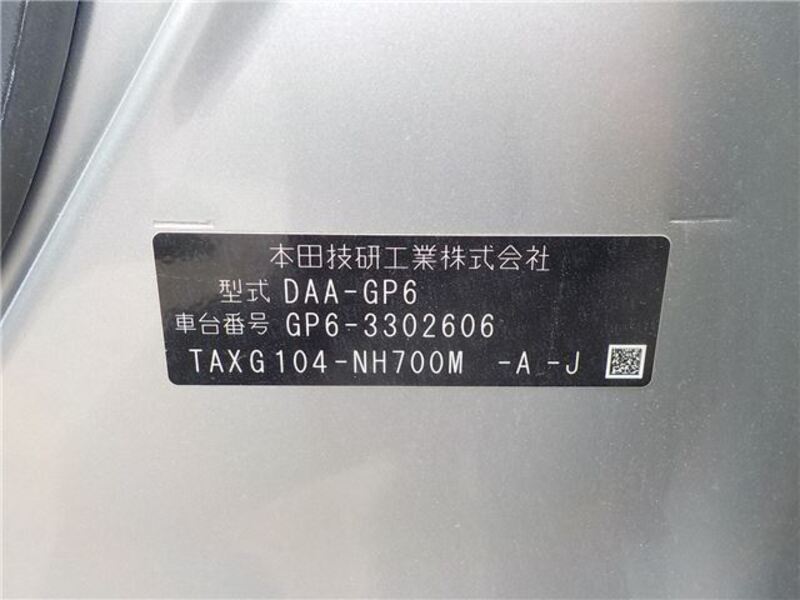 本田技研工業株式会社
型式 DAA-GP6
車台番号 GP6-3302606
TAXG104-NH700M -A -J